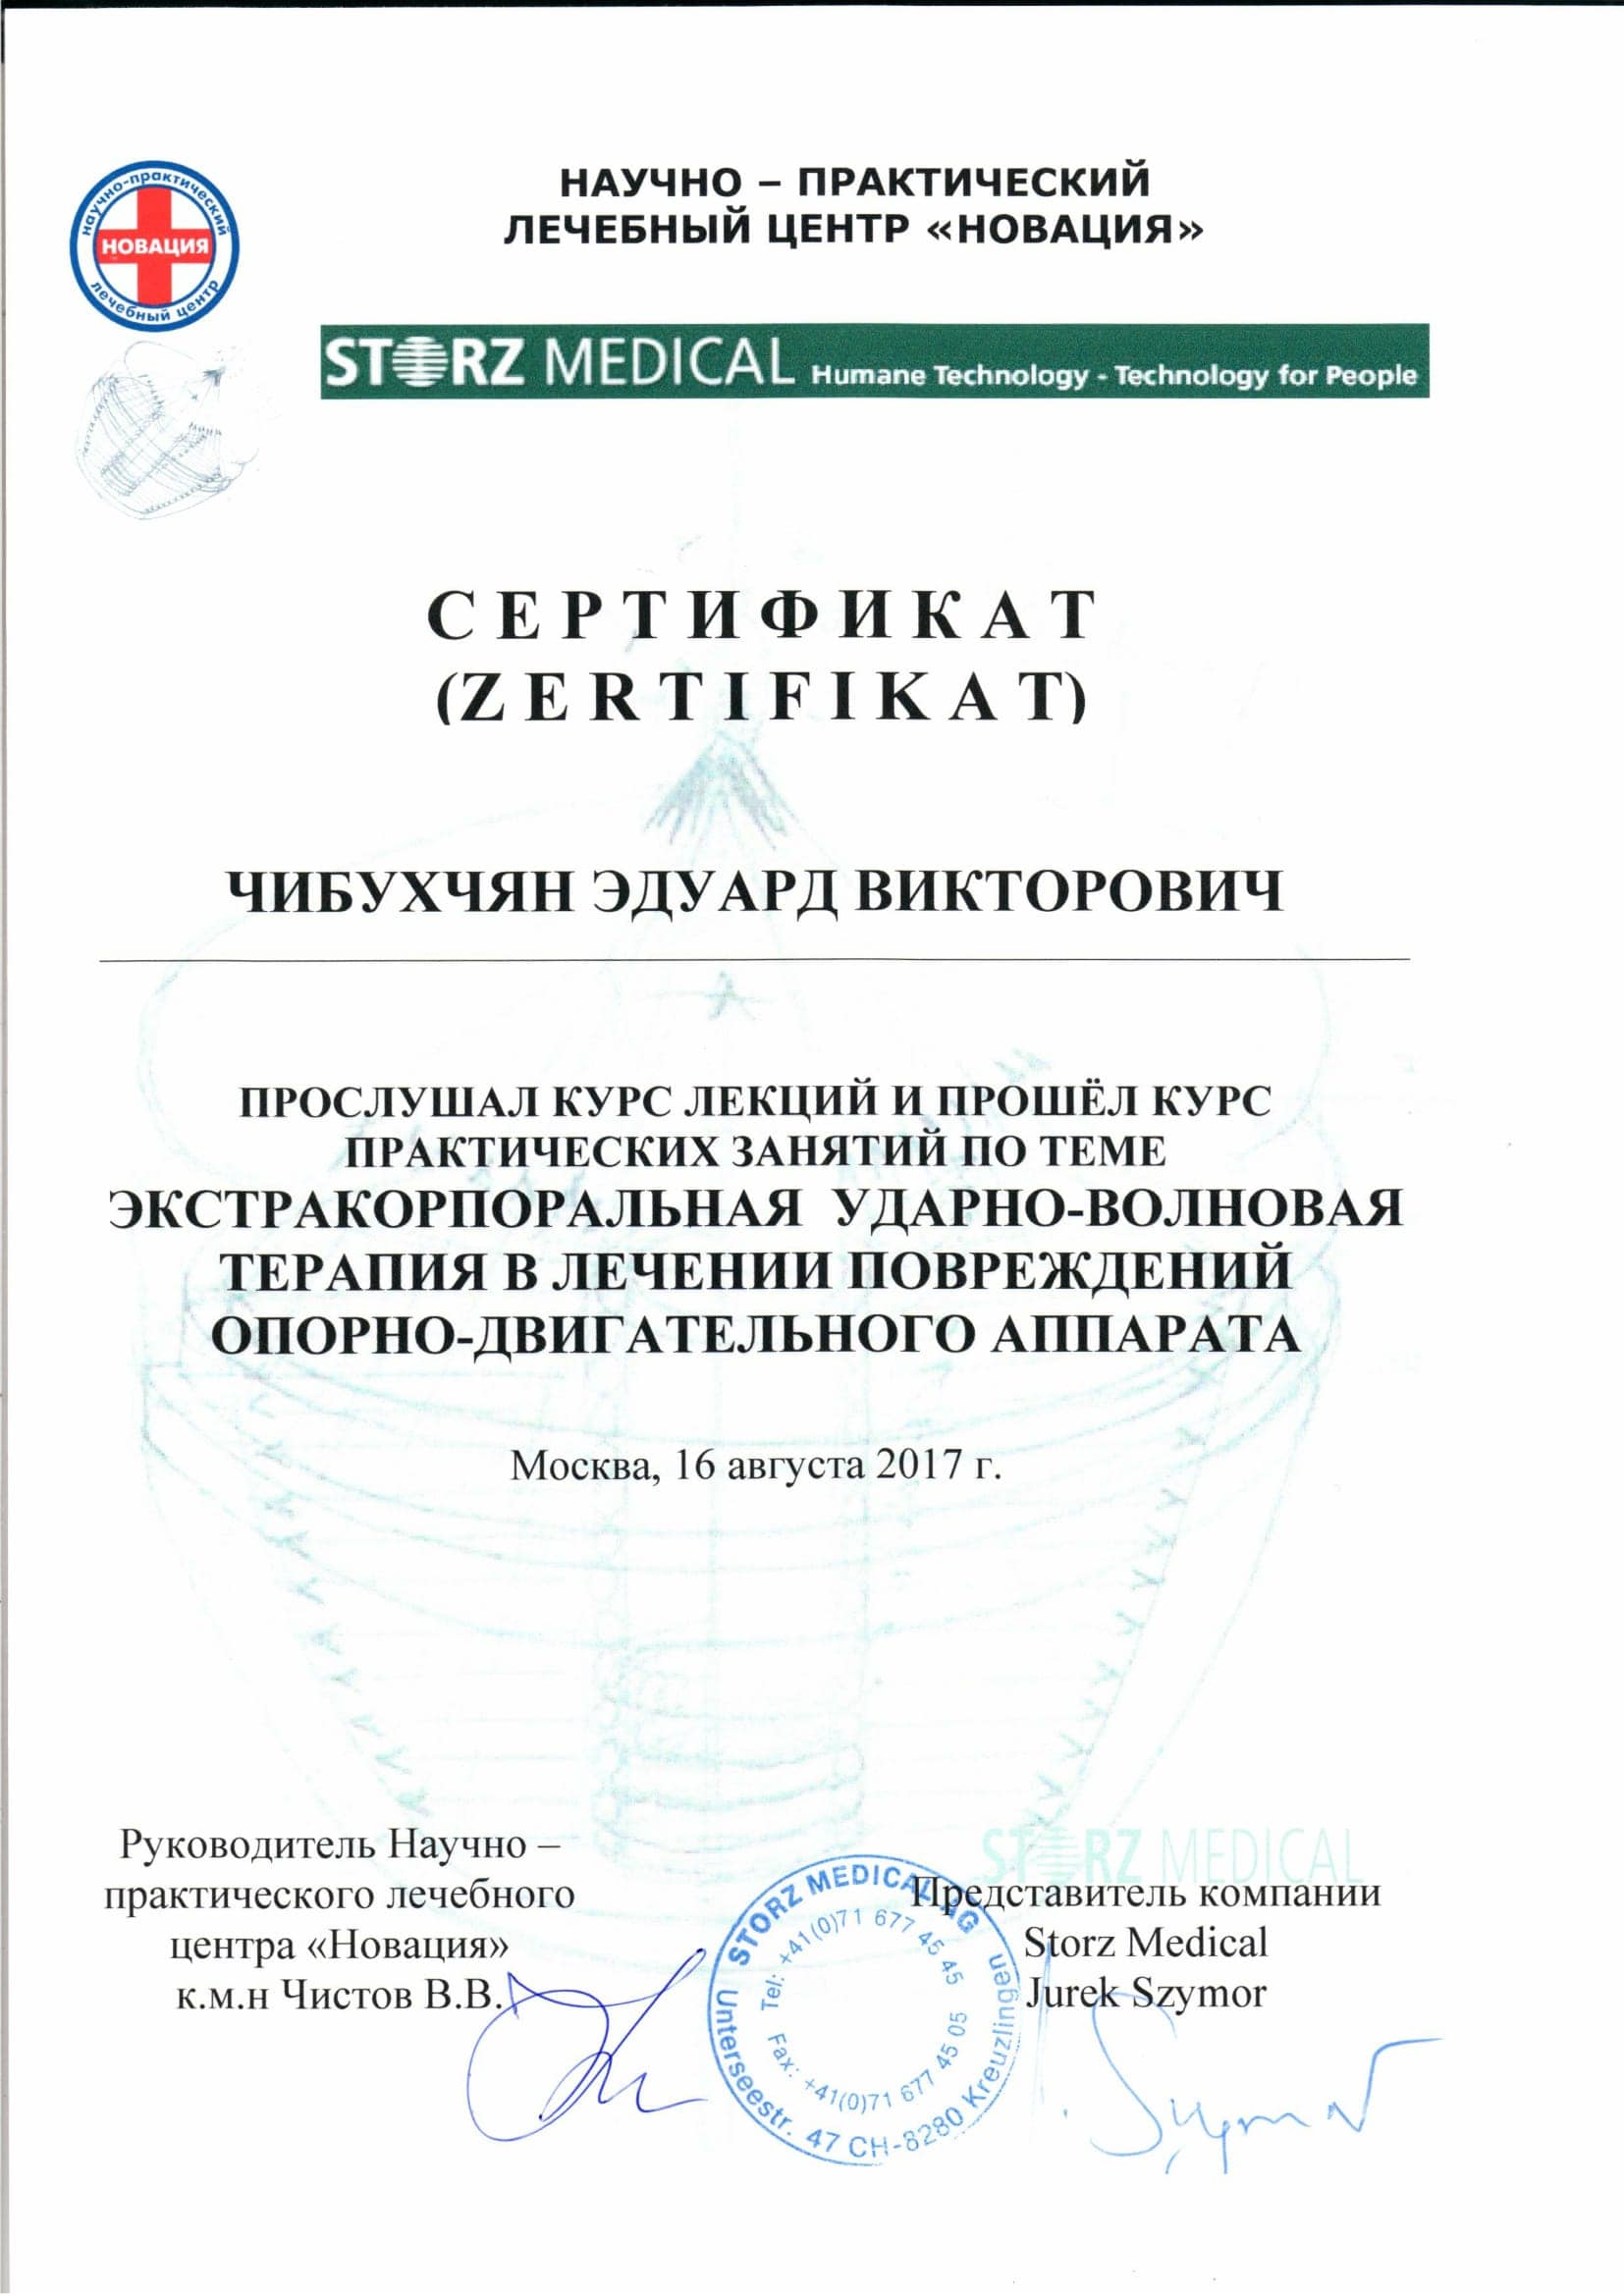 научно-практический
НОВАЦИЯ
лечебный центр
НАУЧНО – ПРАКТИЧЕСКИЙ
ЛЕЧЕБНЫЙ ЦЕНТР «НОВАЦИЯ»
STORZ MEDICAL Humane Technology - Technology for People
С Е Р Т И Ф И К А Т
(Z E R T I F I K A T)
ЧИБУХЧЯН ЭДУАРД ВИКТОРОВИЧ
ПРОСЛУШАЛ КУРС ЛЕКЦИЙ И ПРОШЁЛ КУРС
ПРАКТИЧЕСКИХ ЗАНЯТИЙ ПО ТЕМЕ
ЭКСТРАКОРПОРАЛЬНАЯ УДАРНО-ВОЛНОВАЯ
ТЕРАПИЯ В ЛЕЧЕНИИ ПОВРЕЖДЕНИЙ
ОПОРНО-ДВИГАТЕЛЬНОГО АППАРАТА
Москва, 16 августа 2017 г.
Руководитель Научно –
практического лечебного
центра «Новация»
к.м.н Чистов В.В.
STORZ MEDICAL
Представитель компании
Storz Medical
Jurek Szymor
STORZ MEDICAL AG
Tel: +41(0)71 677 45 45
Fax: +41(0)71 677 45 05
Unterseestr. 47 CH-8280 Kreuzlingen
Szymor